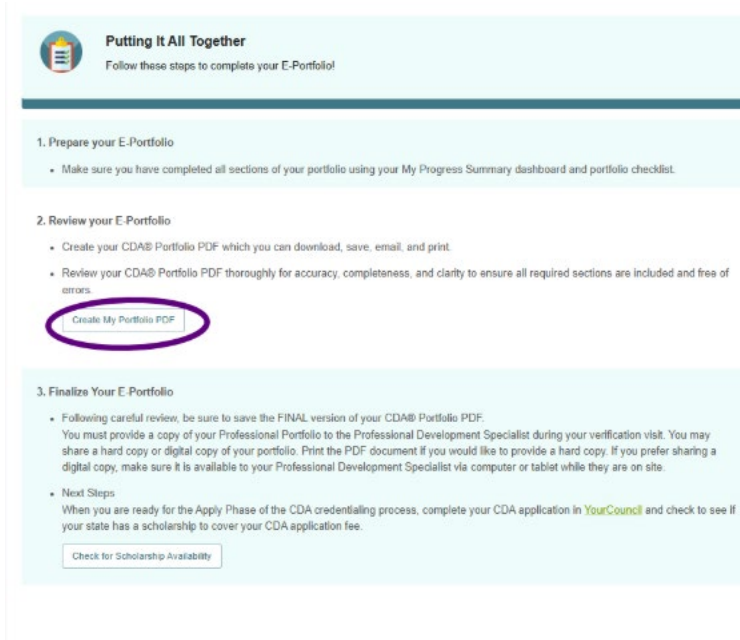 Putting It All Together
Follow these steps to complete your E-Portfolio!
1. Prepare your E-Portfolio
• Make sure you have completed all sections of your portfolio using your My Progress Summary dashboard and portfolio checklist.
2. Review your E-Portfolio
• Create your CDA® Portfolio PDF which you can download, save, email, and print.
• Review your CDA® Portfolio PDF thoroughly for accuracy, completeness, and clarity to ensure all required sections are included and free of
errors.
Create My Portfolio PDF
3. Finalize Your E-Portfolio
• Following careful review, be sure to save the FINAL version of your CDA® Portfolio PDF.
You must provide a copy of your Professional Portfolio to the Professional Development Specialist during your verification visit. You may
share a hard copy or digital copy of your portfolio. Print the PDF document if you would like to provide a hard copy. If you prefer sharing a
digital copy, make sure it is available to your Professional Development Specialist via computer or tablet while they are on site.
• Next Steps
When you are ready for the Apply Phase of the CDA credentialing process, complete your CDA application in YourCouncil and check to see if
your state has a scholarship to cover your CDA application fee.
Check for Scholarship Availability